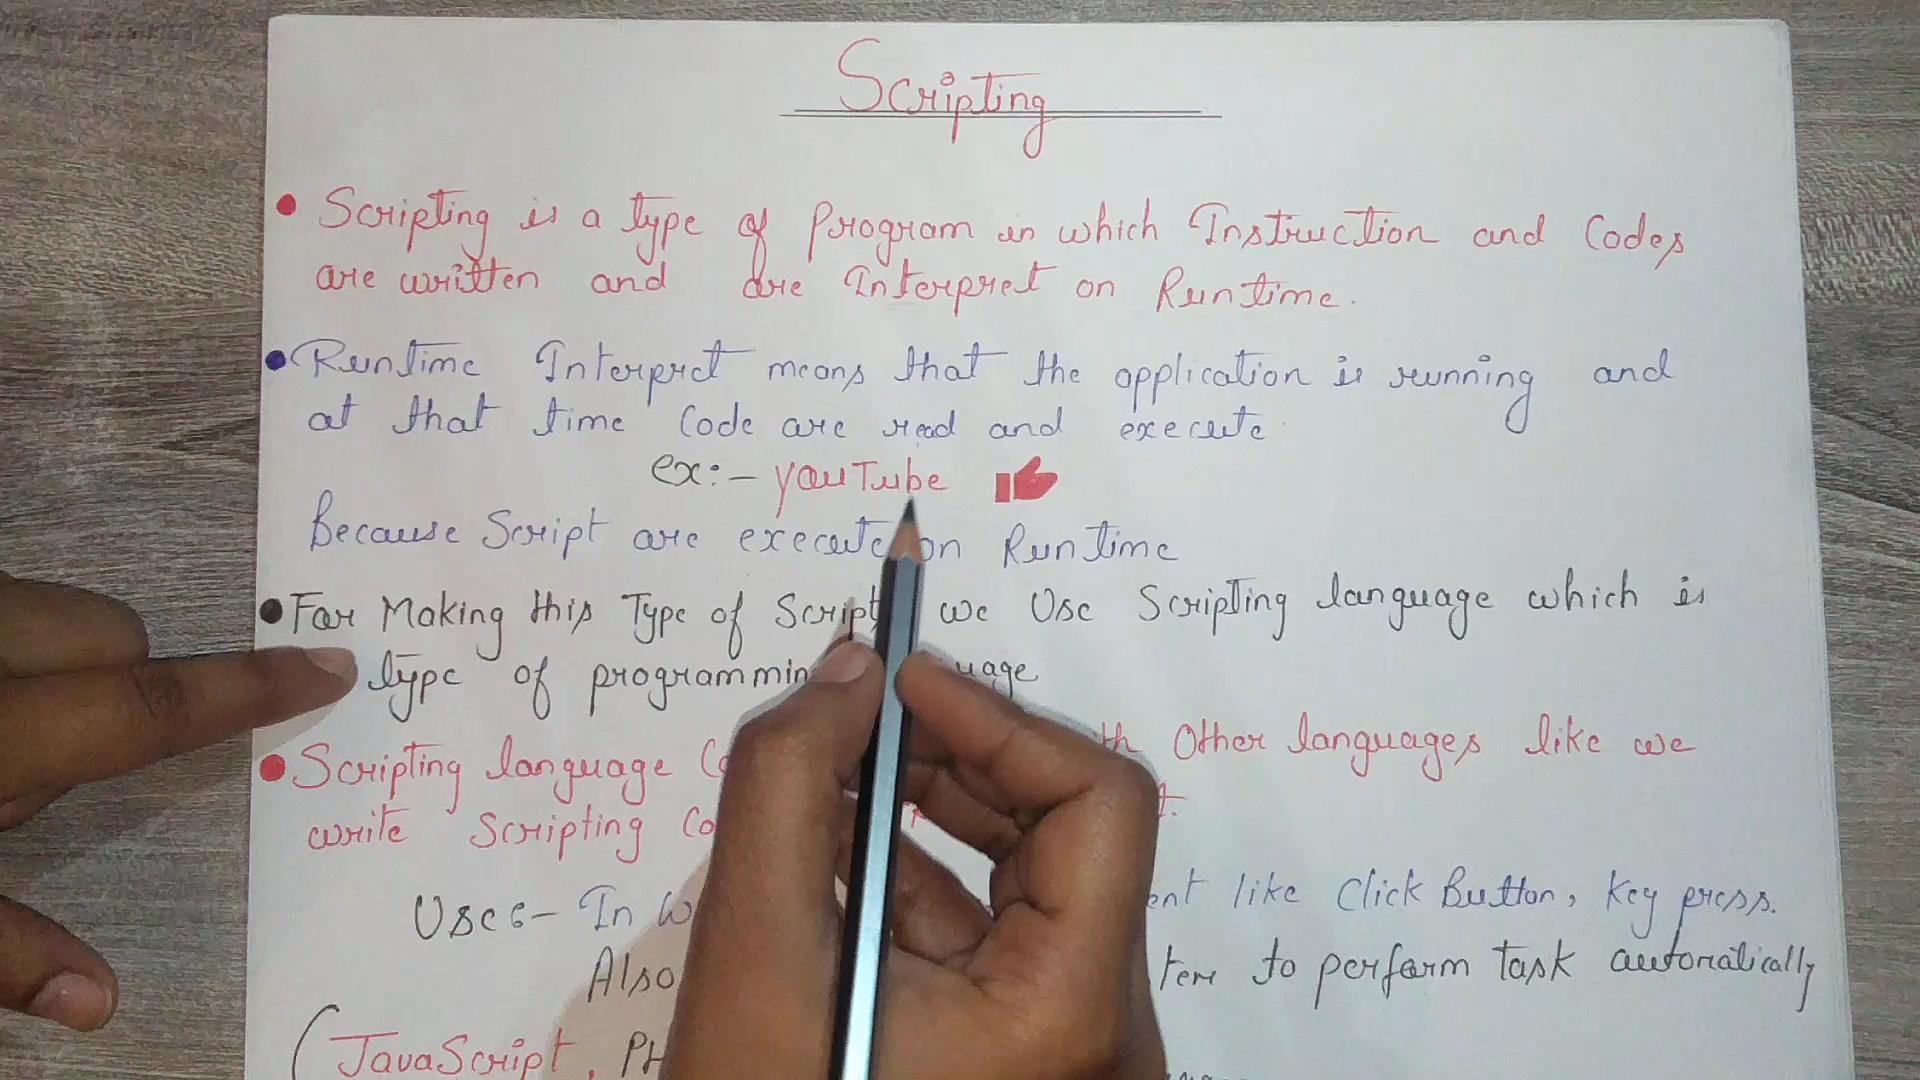 Scripting
Scripting is a type of Program in which Instruction and Codes
are written and are Interpret on Runtime.
Runtime Interpret means that the application is running and
at that time Code are read and execute
ex:- YouTube
Because Script are execute on Runtime
For Making this Type of Script we Use Scripting language which is
type of programmin uage
Scripting language Other languages like we
write Scripting
Uses- In like Click Button, Key press.
Also to perform task automatically
(JavaScript,